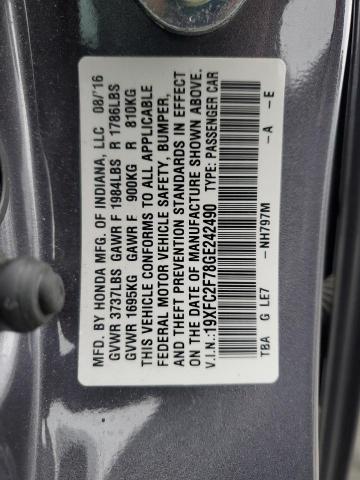 MFD. BY HONDA MFG. OF INDIANA, LLC 08/'16
GVWR 3737LBS GAWR F 1984LBS R 1786LBS
GVWR 1695KG GAWR F 900KG R 810KG
THIS VEHICLE CONFORMS TO ALL APPLICABLE
FEDERAL MOTOR VEHICLE SAFETY, BUMPER,
AND THEFT PREVENTION STANDARDS IN EFFECT
ON THE DATE OF MANUFACTURE SHOWN ABOVE.
V.I.N.:19XFC2F78GE242490 TYPE: PASSENGER CAR
TBA G LE7 -NH797M -A -E